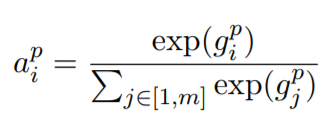 a_i^p = \frac{\exp(g_i^p)}{\sum_{j \in [1,m]} \exp(g_j^p)}